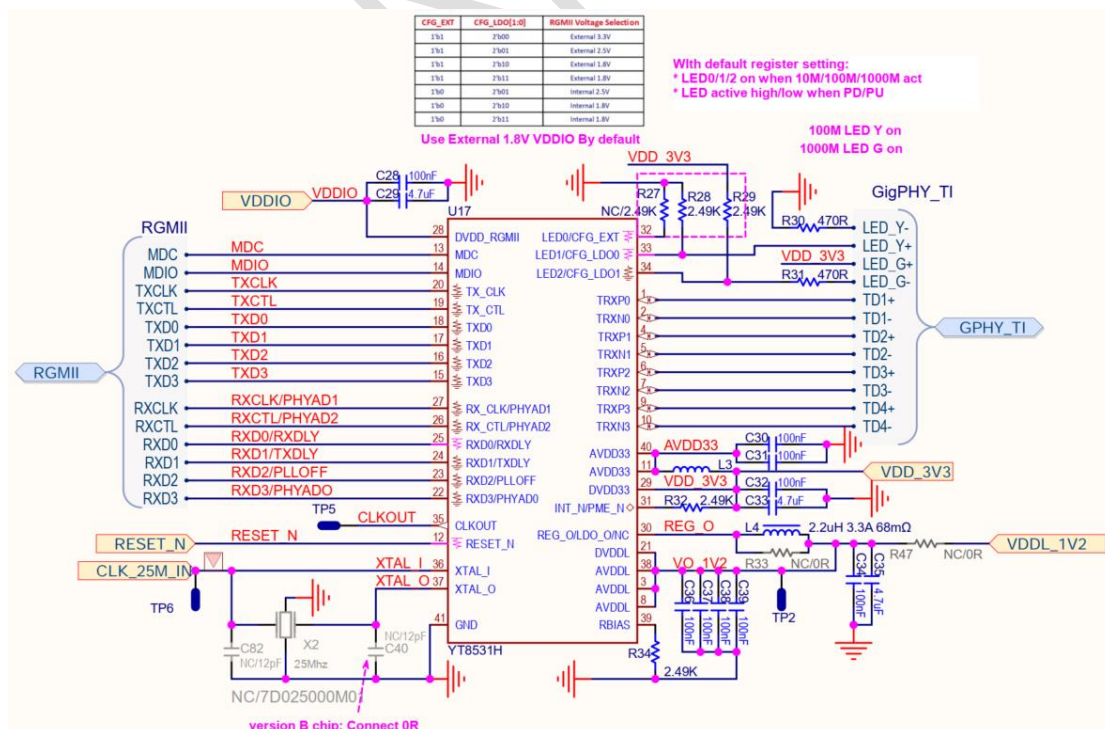 CFG_EXT CFG_LDO[1:0] RGMII Voltage Selection
1'b1 2'b00 External 3.3V
1'b1 2'b01 External 2.5V
1'b1 2'b10 External 1.8V
1'b1 2'b11 External 1.8V
1'b0 2'b01 Internal 2.5V
1'b0 2'b10 Internal 1.8V
1'b0 2'b11 Internal 1.8V
Use External 1.8V VDDIO By default
WIth default register setting:
* LED0/1/2 on when 10M/100M/1000M act
* LED active high/low when PD/PU
100M LED Y on
1000M LED G on
VDD_3V3
VDDIO VDDIO
C28 100nF
C29 4.7uF
R27 NC/2.49K
R28 2.49K
R29 2.49K
GigPHY_TI
R30 470R LED_Y-
LED_Y+
VDD_3V3 LED_G+
R31 470R LED_G-
TD1+
TD1-
TD2+
TD2-
TD3+
TD3-
TD4+
TD4-
GPHY_TI
RGMII
RGMII
MDC MDC
MDIO MDIO
TXCLK TXCLK
TXCTL TXCTL
TXD0 TXD0
TXD1 TXD1
TXD2 TXD2
TXD3 TXD3
RXCLK RXCLK/PHYAD1
RXCTL RXCTL/PHYAD2
RXD0 RXD0/RXDLY
RXD1 RXD1/TXDLY
RXD2 RXD2/PLLOFF
RXD3 RXD3/PHYADO
TP5 CLKOUT
RESET_N RESET_N
CLK_25M_IN XTAL_I
XTAL_O
TP6
U17
28 DVDD_RGMII
13 MDC
14 MDIO
20 TX_CLK
19 TX_CTL
18 TXD0
17 TXD1
16 TXD2
15 TXD3
27 RX_CLK/PHYAD1
26 RX_CTL/PHYAD2
25 RXD0/RXDLY
24 RXD1/TXDLY
23 RXD2/PLLOFF
22 RXD3/PHYAD0
35 CLKOUT
12 RESET_N
36 XTAL_I
37 XTAL_O
41 GND
YT8531H
LED0/CFG_EXT 32
LED1/CFG_LDO0 33
LED2/CFG_LDO1 34
TRXP0 1
TRXN0 2
TRXP1 4
TRXN1 5
TRXP2 6
TRXN2 7
TRXP3 9
TRXN3 10
AVDD33 40
AVDD33 11
DVDD33 29
INT_N/PME_N 31
REG_O/LDO_O/NC 30
DVDDL 21
AVDDL 38
AVDDL 3
AVDDL 8
RBIAS 39
AVDD33
C30 100nF
C31 100nF
L3
VDD_3V3
VDD_3V3
C32 100nF
R32 2.49K
C33 4.7uF
REG_O
L4 2.2uH 3.3A 68mΩ
R33 NC/0R
R47 NC/0R
VDDL_1V2
VO_1V2
C36 100nF
C37 100nF
C38 100nF
C39 100nF
TP2
C34 100nF
C35 4.7uF
R34 2.49K
C82 NC/12pF
X2 25Mhz
NC/12pF C40
NC/7D025000M0
version B chip: Connect 0R